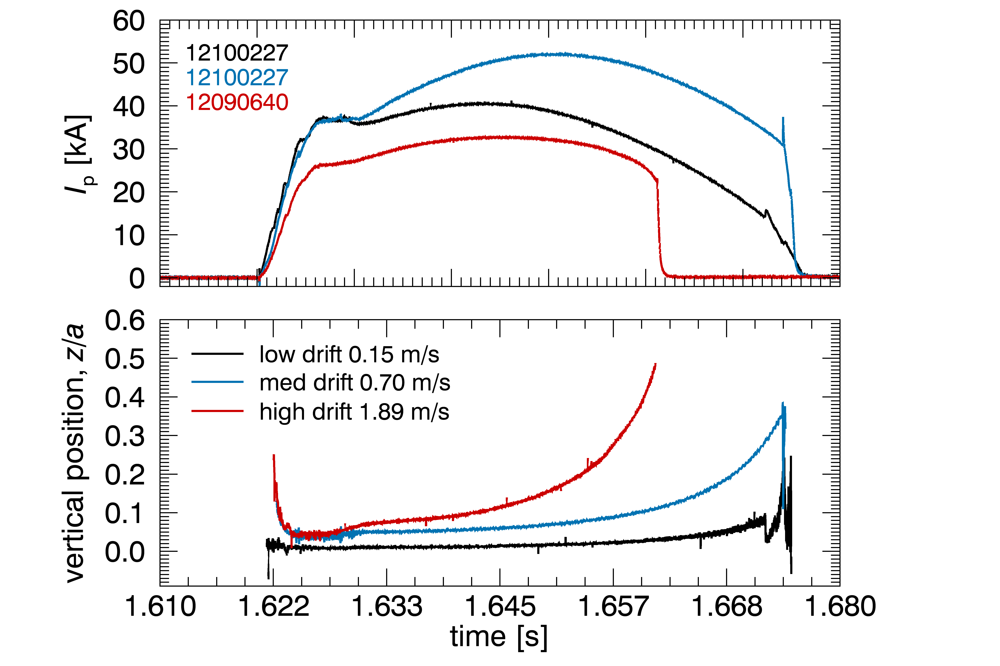 60
50
40
30
20
10
0
I_p [kA]
12100227
12100227
12090640
0.6
0.5
0.4
0.3
0.2
0.1
0.0
vertical position, z/a
low drift 0.15 m/s
med drift 0.70 m/s
high drift 1.89 m/s
1.610 1.622 1.633 1.645 1.657 1.668 1.680
time [s]